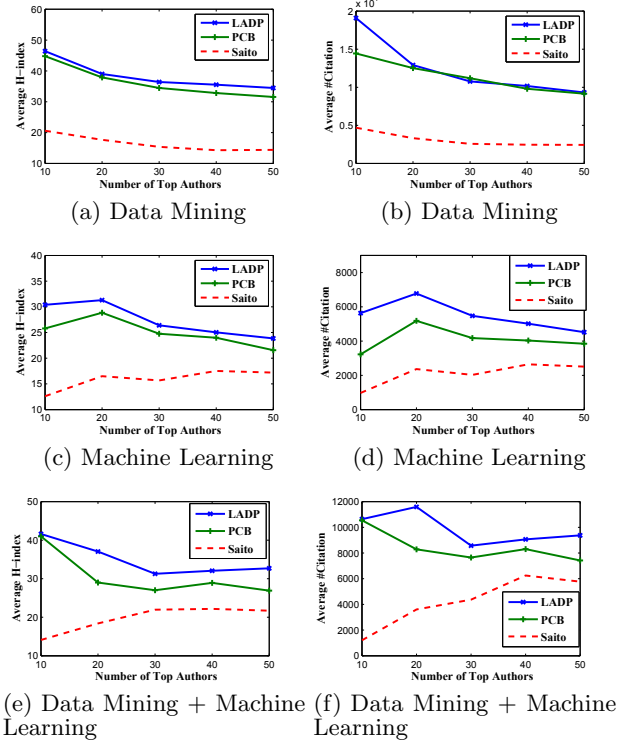 60
50
40
30
20
10
Average H-index
LADP
PCB
Saito
10 20 30 40 50
Number of Top Authors
(a) Data Mining
2
1.5
1
0.5
0
Average #Citation
LADP
PCB
Saito
10 20 30 40 50
Number of Top Authors
(b) Data Mining
40
35
30
25
20
15
10
Average H-index
LADP
PCB
Saito
10 20 30 40 50
Number of Top Authors
(c) Machine Learning
8000
6000
4000
2000
0
Average #Citation
LADP
PCB
Saito
10 20 30 40 50
Number of Top Authors
(d) Machine Learning
50
40
30
20
10
Average H-index
LADP
PCB
Saito
10 20 30 40 50
Number of Top Authors
(e) Data Mining + Machine
Learning
12000
10000
8000
6000
4000
2000
0
Average #Citation
LADP
PCB
Saito
10 20 30 40 50
Number of Top Authors
(f) Data Mining + Machine
Learning